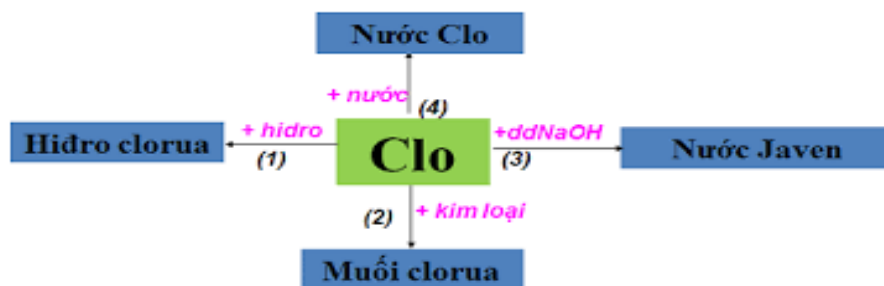 Nước Clo
+ nước
(4)
+ hidro
(1)
Hiđro clorua
Clo
+ddNaOH
(3)
Nước Javen
(2)
+ kim loại
Muối clorua